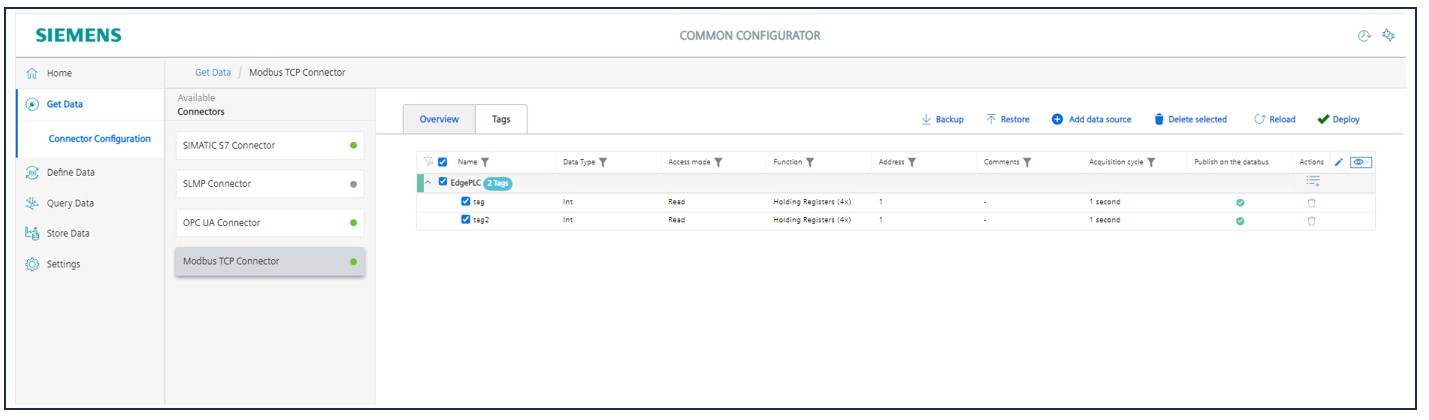 SIEMENS
COMMON CONFIGURATOR
Home
Get Data
Connector Configuration
Define Data
Query Data
Store Data
Settings
Get Data / Modbus TCP Connector
Available
Connectors
SIMATIC S7 Connector
SLMP Connector
OPC UA Connector
Modbus TCP Connector
Overview Tags Backup Restore Add data source Delete selected Reload Deploy
Name Data Type Access mode Function Address Comments Acquisition cycle Publish on the databus Actions
EdgePLC 2 Tags
tag Int Read Holding Registers (4x) 1 - 1 second
tag2 Int Read Holding Registers (4x) 1 - 1 second